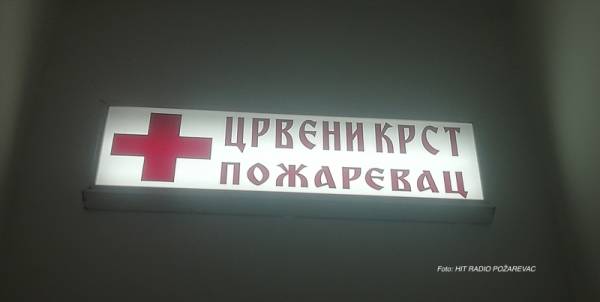 ЦРВЕНИ КРСТ
ПОЖАРЕВАЦ
Foto: HIT RADIO POŽAREVAC